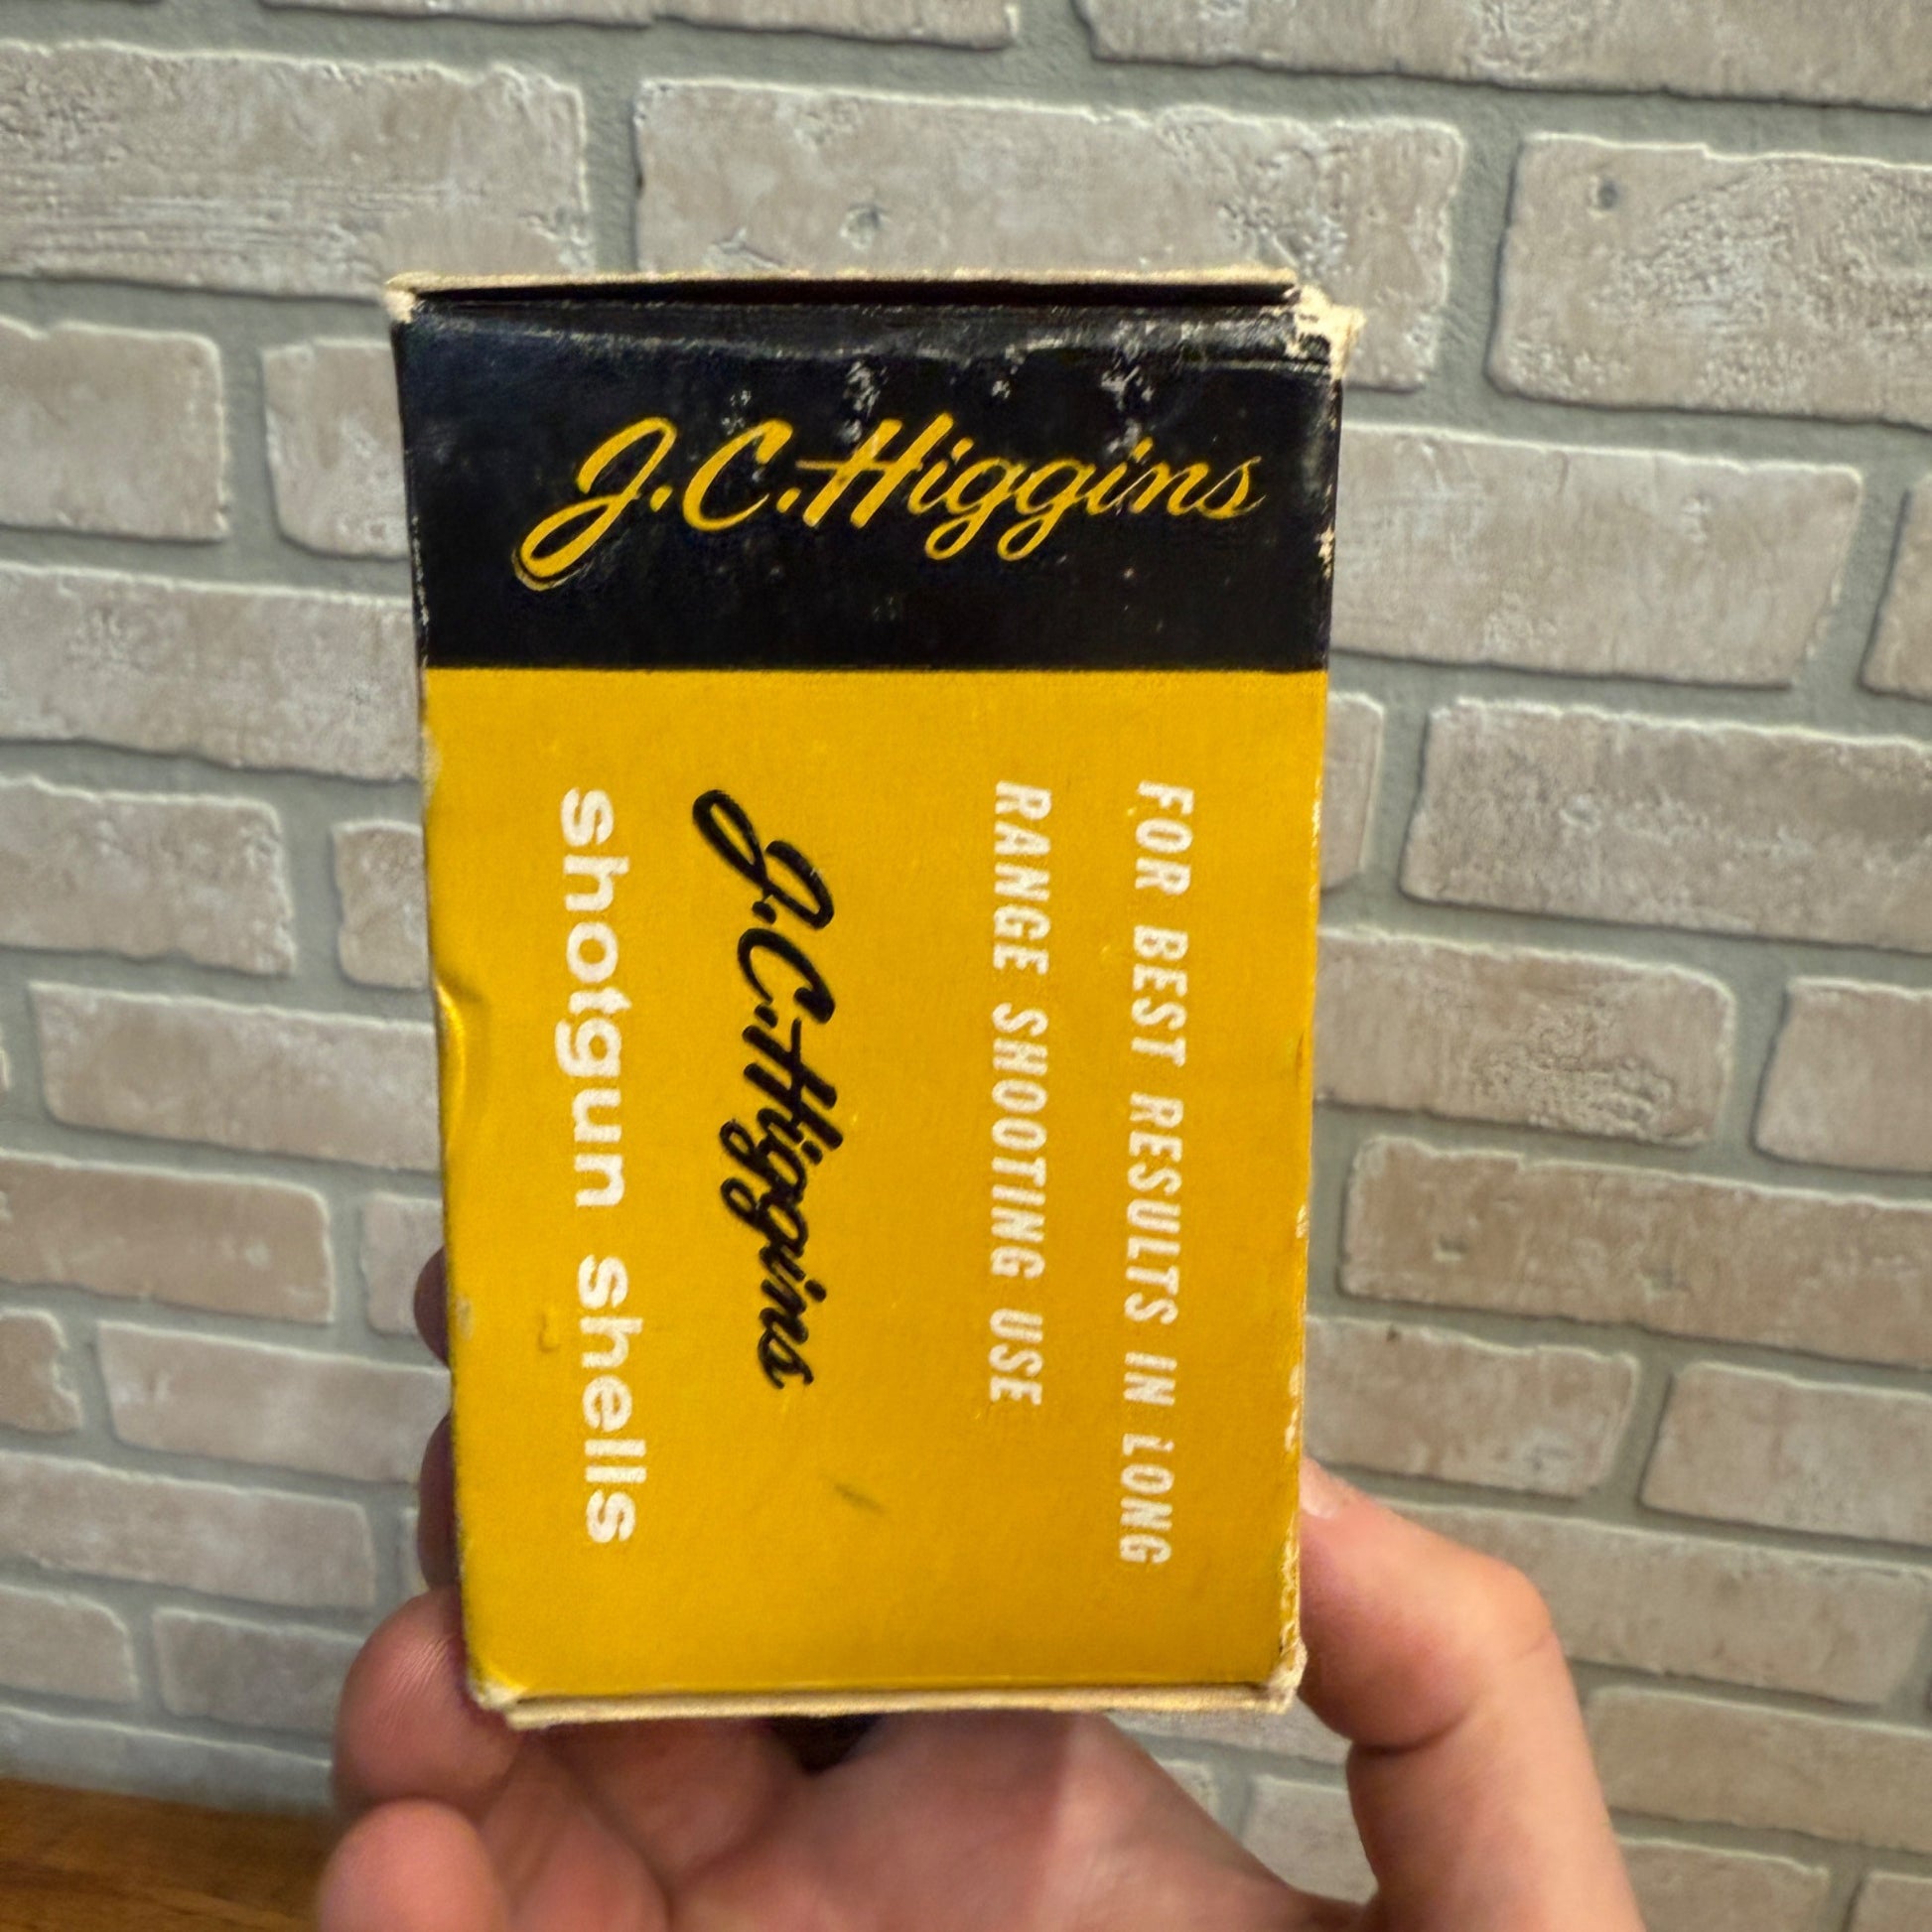 J.C.Higgins
FOR BEST RESULTS IN LONG
RANGE SHOOTING USE
J.C.Higgins
shotgun shells